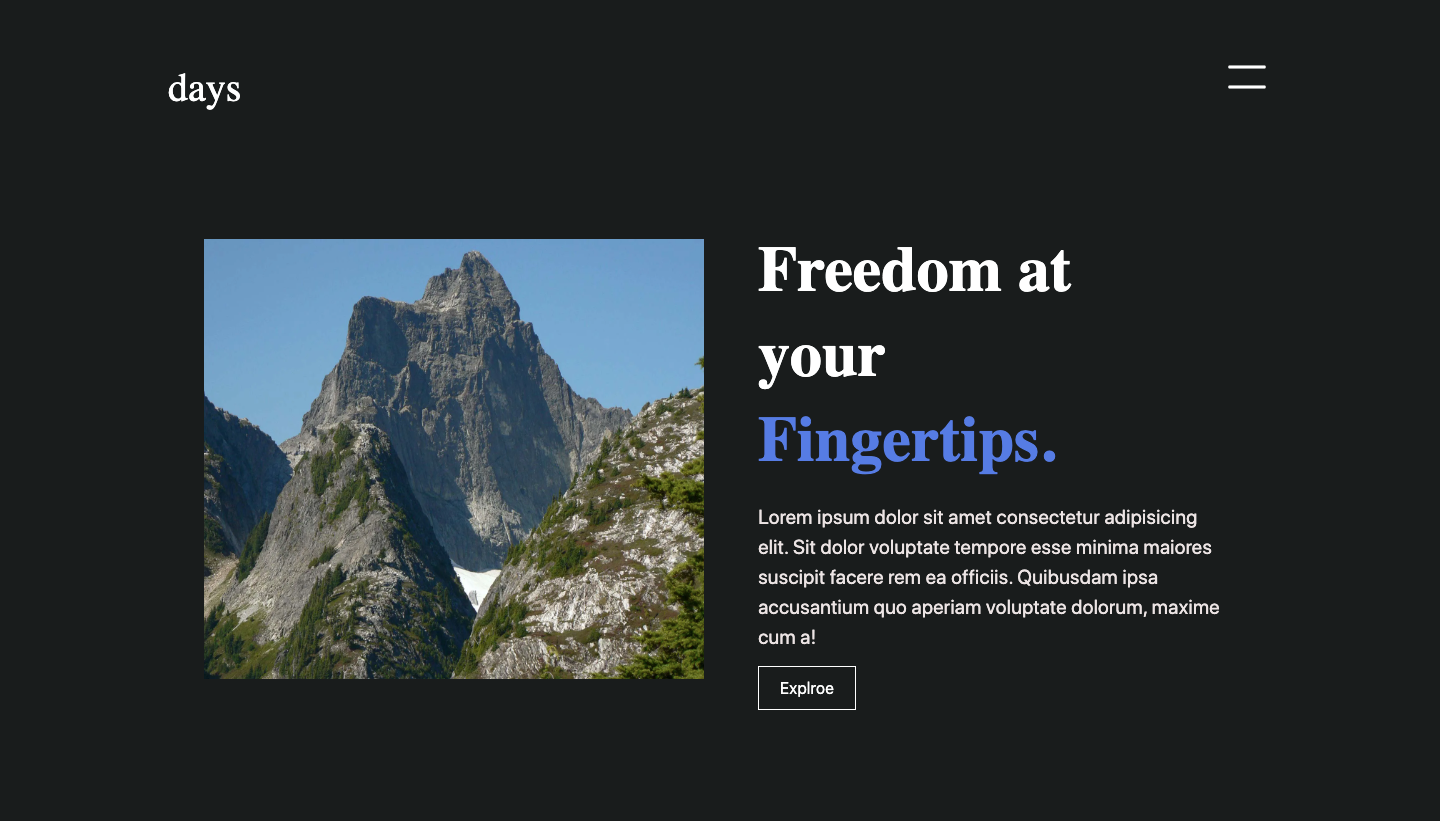 days
Freedom at
your
Fingertips.
Lorem ipsum dolor sit amet consectetur adipisicing
elit. Sit dolor voluptate tempore esse minima maiores
suscipit facere rem ea officiis. Quibusdam ipsa
accusantium quo aperiam voluptate dolorum, maxime
cum a!
Explroe